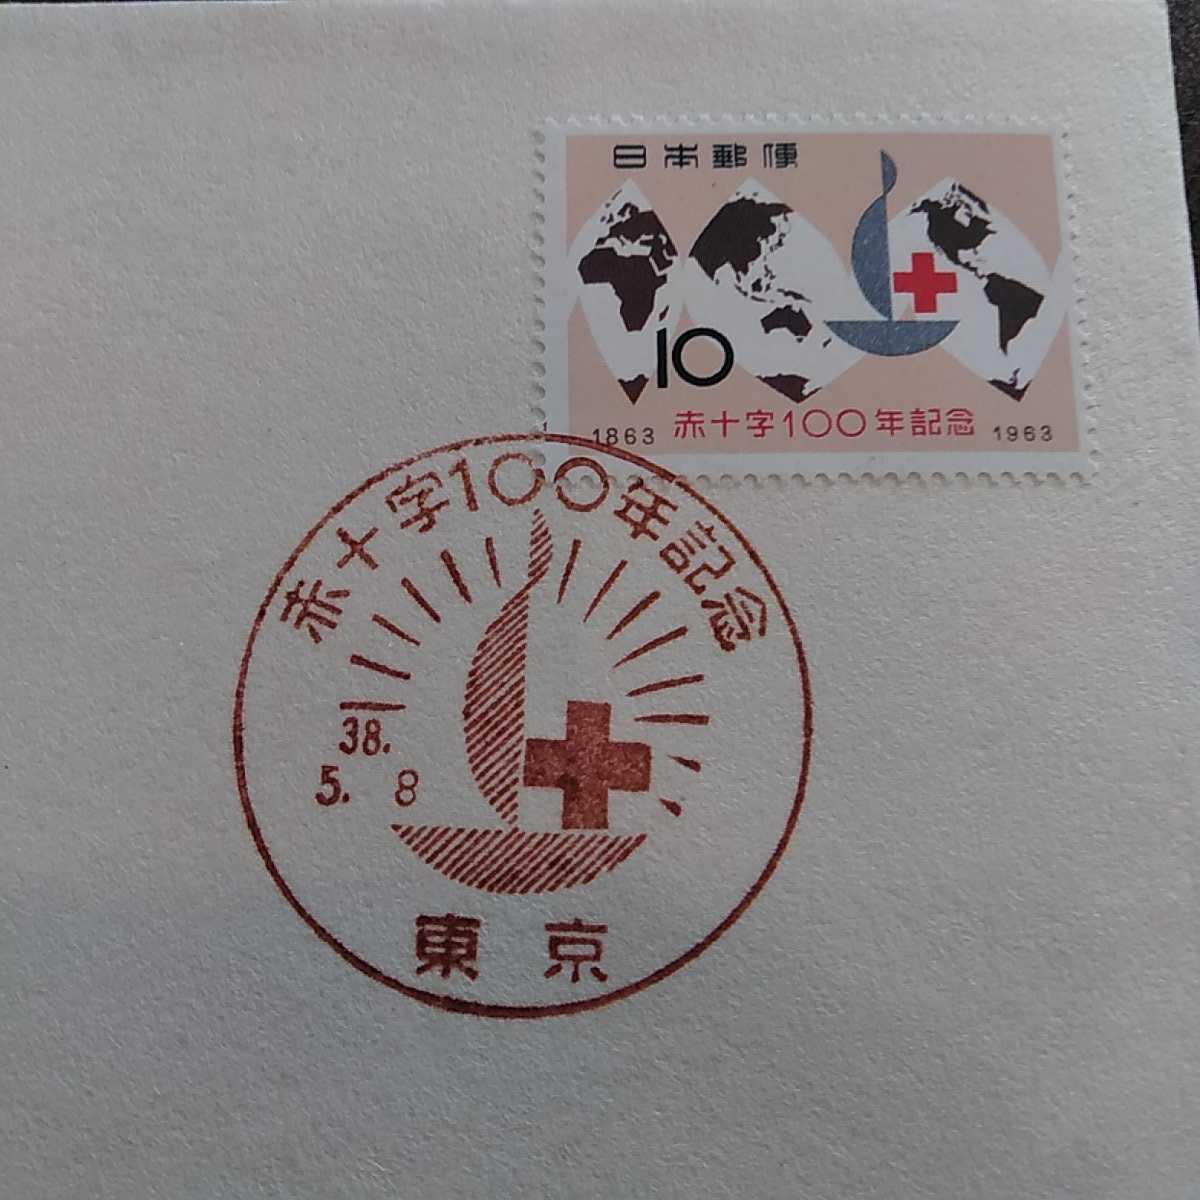 日本郵便
10
1863 赤十字100年記念 1963
赤十字100年記念
38.
5. 8
東京